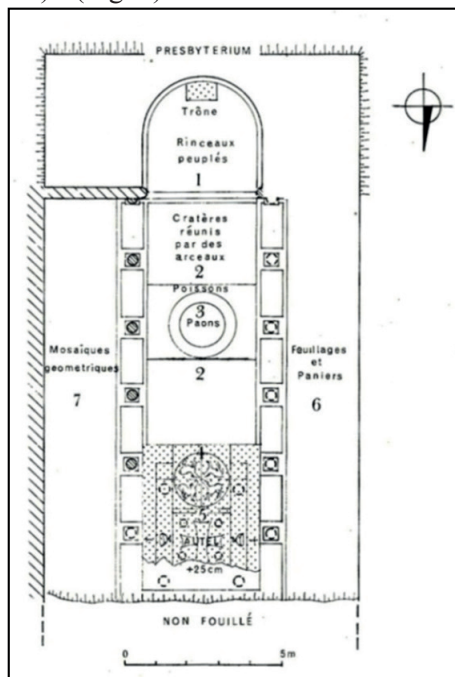 PRESBYTERIUM
Trône
Rinceaux
peuplés
1
Cratères
réunis
par des
arceaux
2
Poissons
3
Paons
2
Mosaïques
geometriques
7
Feuillages
et
Paniers
6
5
AUTEL
+25cm
NON FOUILLÉ
0 5m